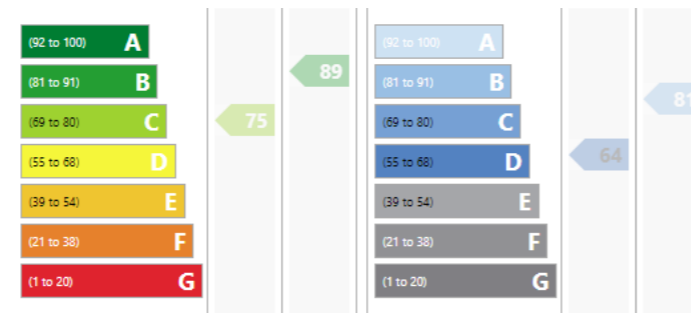 (92 to 100) A
(81 to 91) B
(69 to 80) C
(55 to 68) D
(39 to 54) E
(21 to 38) F
(1 to 20) G
75
89
(92 to 100) A
(81 to 91) B
(69 to 80) C
(55 to 68) D
(39 to 54) E
(21 to 38) F
(1 to 20) G
64
81